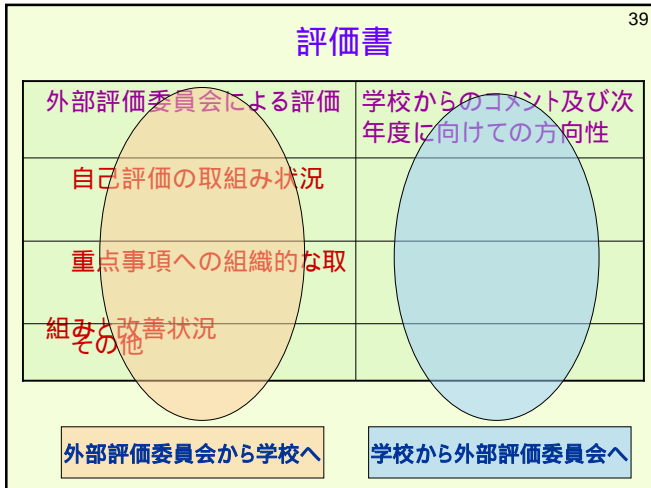 39
評価書
外部評価委員会による評価
学校からのコメント及び次
年度に向けての方向性
自己評価の取組み状況
重点事項への組織的な取
組みと改善状況
その他
外部評価委員会から学校へ
学校から外部評価委員会へ